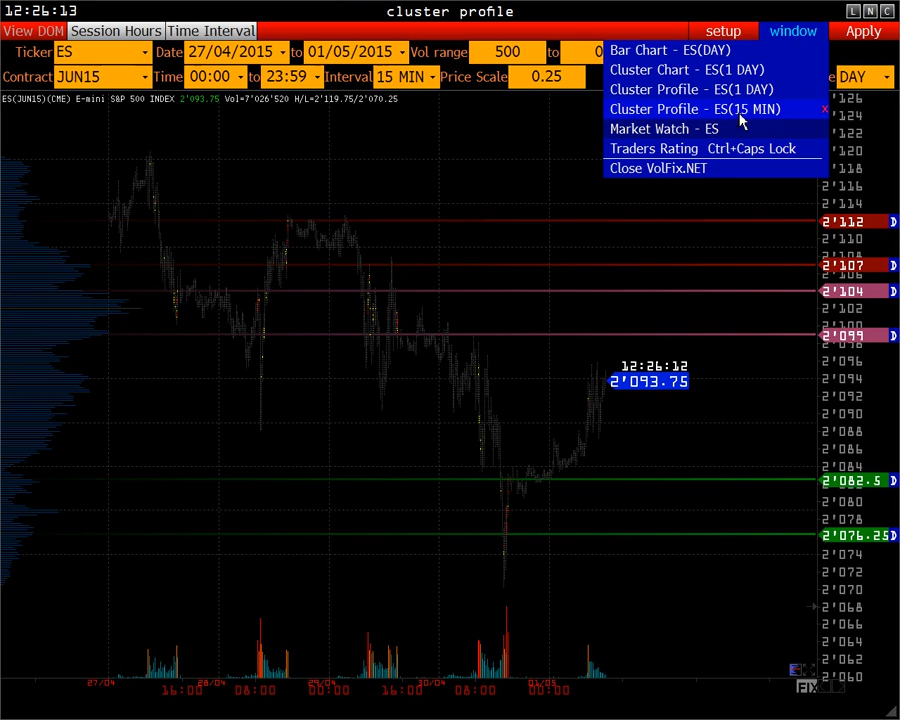 12:26:13 cluster profile L N C
View DOM Session Hours Time Interval setup window Apply
Ticker ES Date 27/04/2015 to 01/05/2015 Vol range 500 to 0
Contract JUN15 Time 00:00 to 23:59 Interval 15 MIN Price Scale 0.25 DAY
Bar Chart - ES(DAY)
Cluster Chart - ES(1 DAY)
Cluster Profile - ES(1 DAY)
Cluster Profile - ES(15 MIN) x
Market Watch - ES
Traders Rating Ctrl+Caps Lock
Close VolFix.NET
ES(JUN15)(CME) E-mini S&P 500 INDEX 2'093.75 Vol=7'026'520 H/L=2'119.75/2'070.25
2'126
2'124
2'122
2'120
2'118
2'116
2'114
2'112 D
2'110
2'107 D
2'106
2'104 D
2'102
2'100
2'099 D
2'096
12:26:12
2'093.75
2'094
2'092
2'090
2'088
2'086
2'084
2'082.5 D
2'080
2'078
2'076.25 D
2'074
2'072
2'070
2'068
2'066
2'064
2'062
2'060
27/04 28/04 29/04 30/04 01/05
16:00 08:00 00:00 16:00 08:00 00:00
FIX